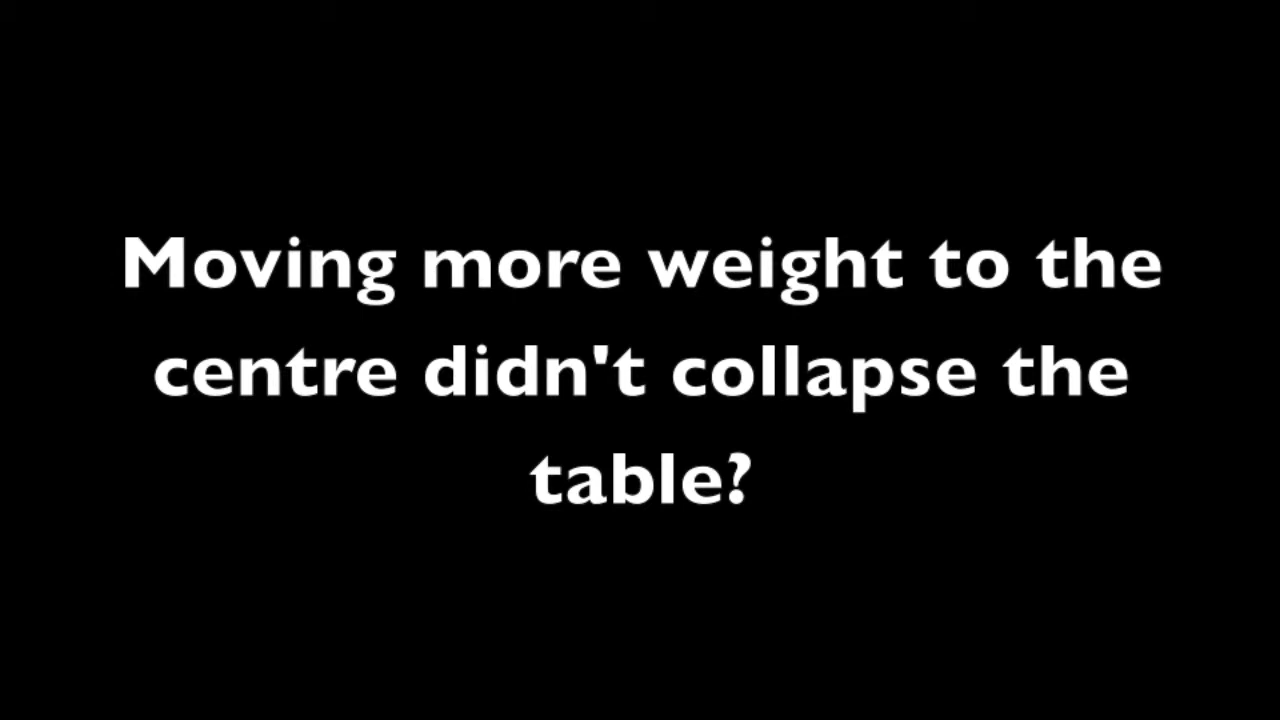 Moving more weight to the
centre didn't collapse the
table?